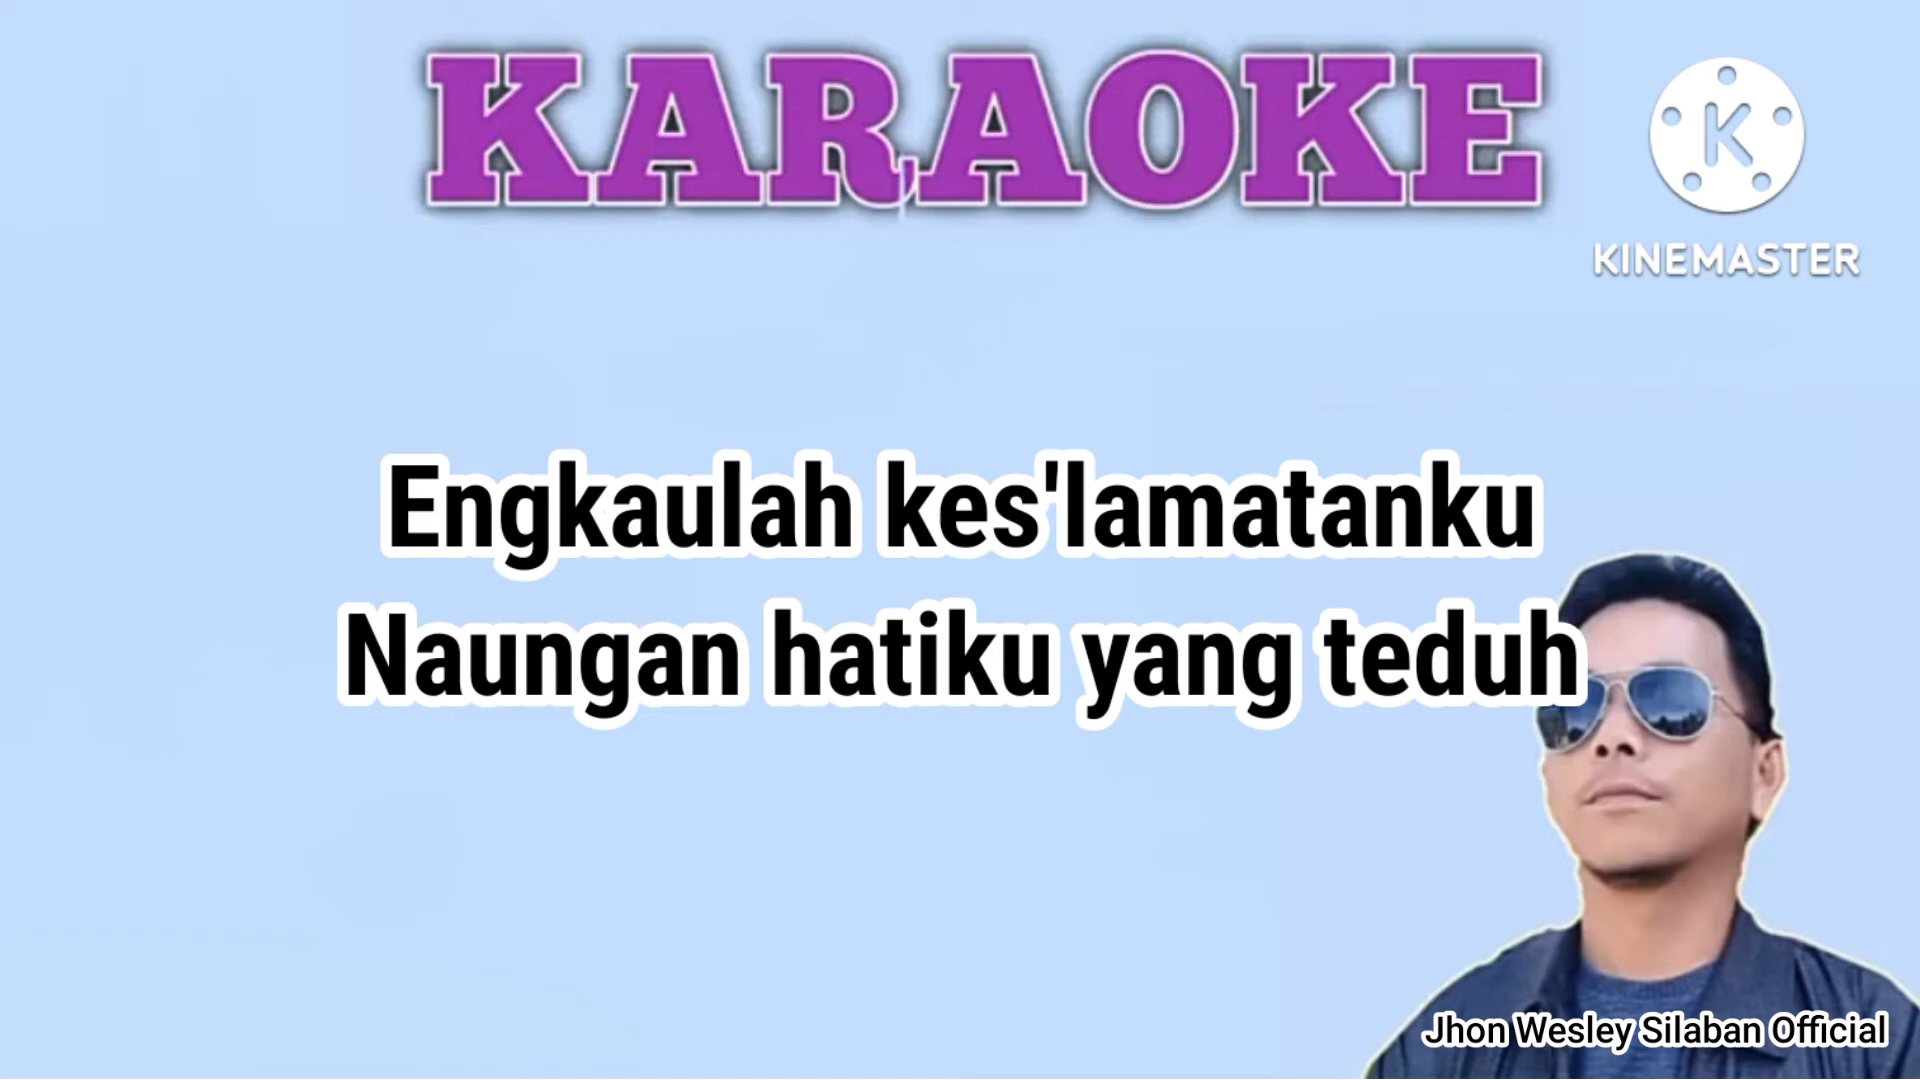 KARAOKE
K
KINEMASTER
Engkaulah kes'lamatanku
Naungan hatiku yang teduh
Jhon Wesley Silaban Official